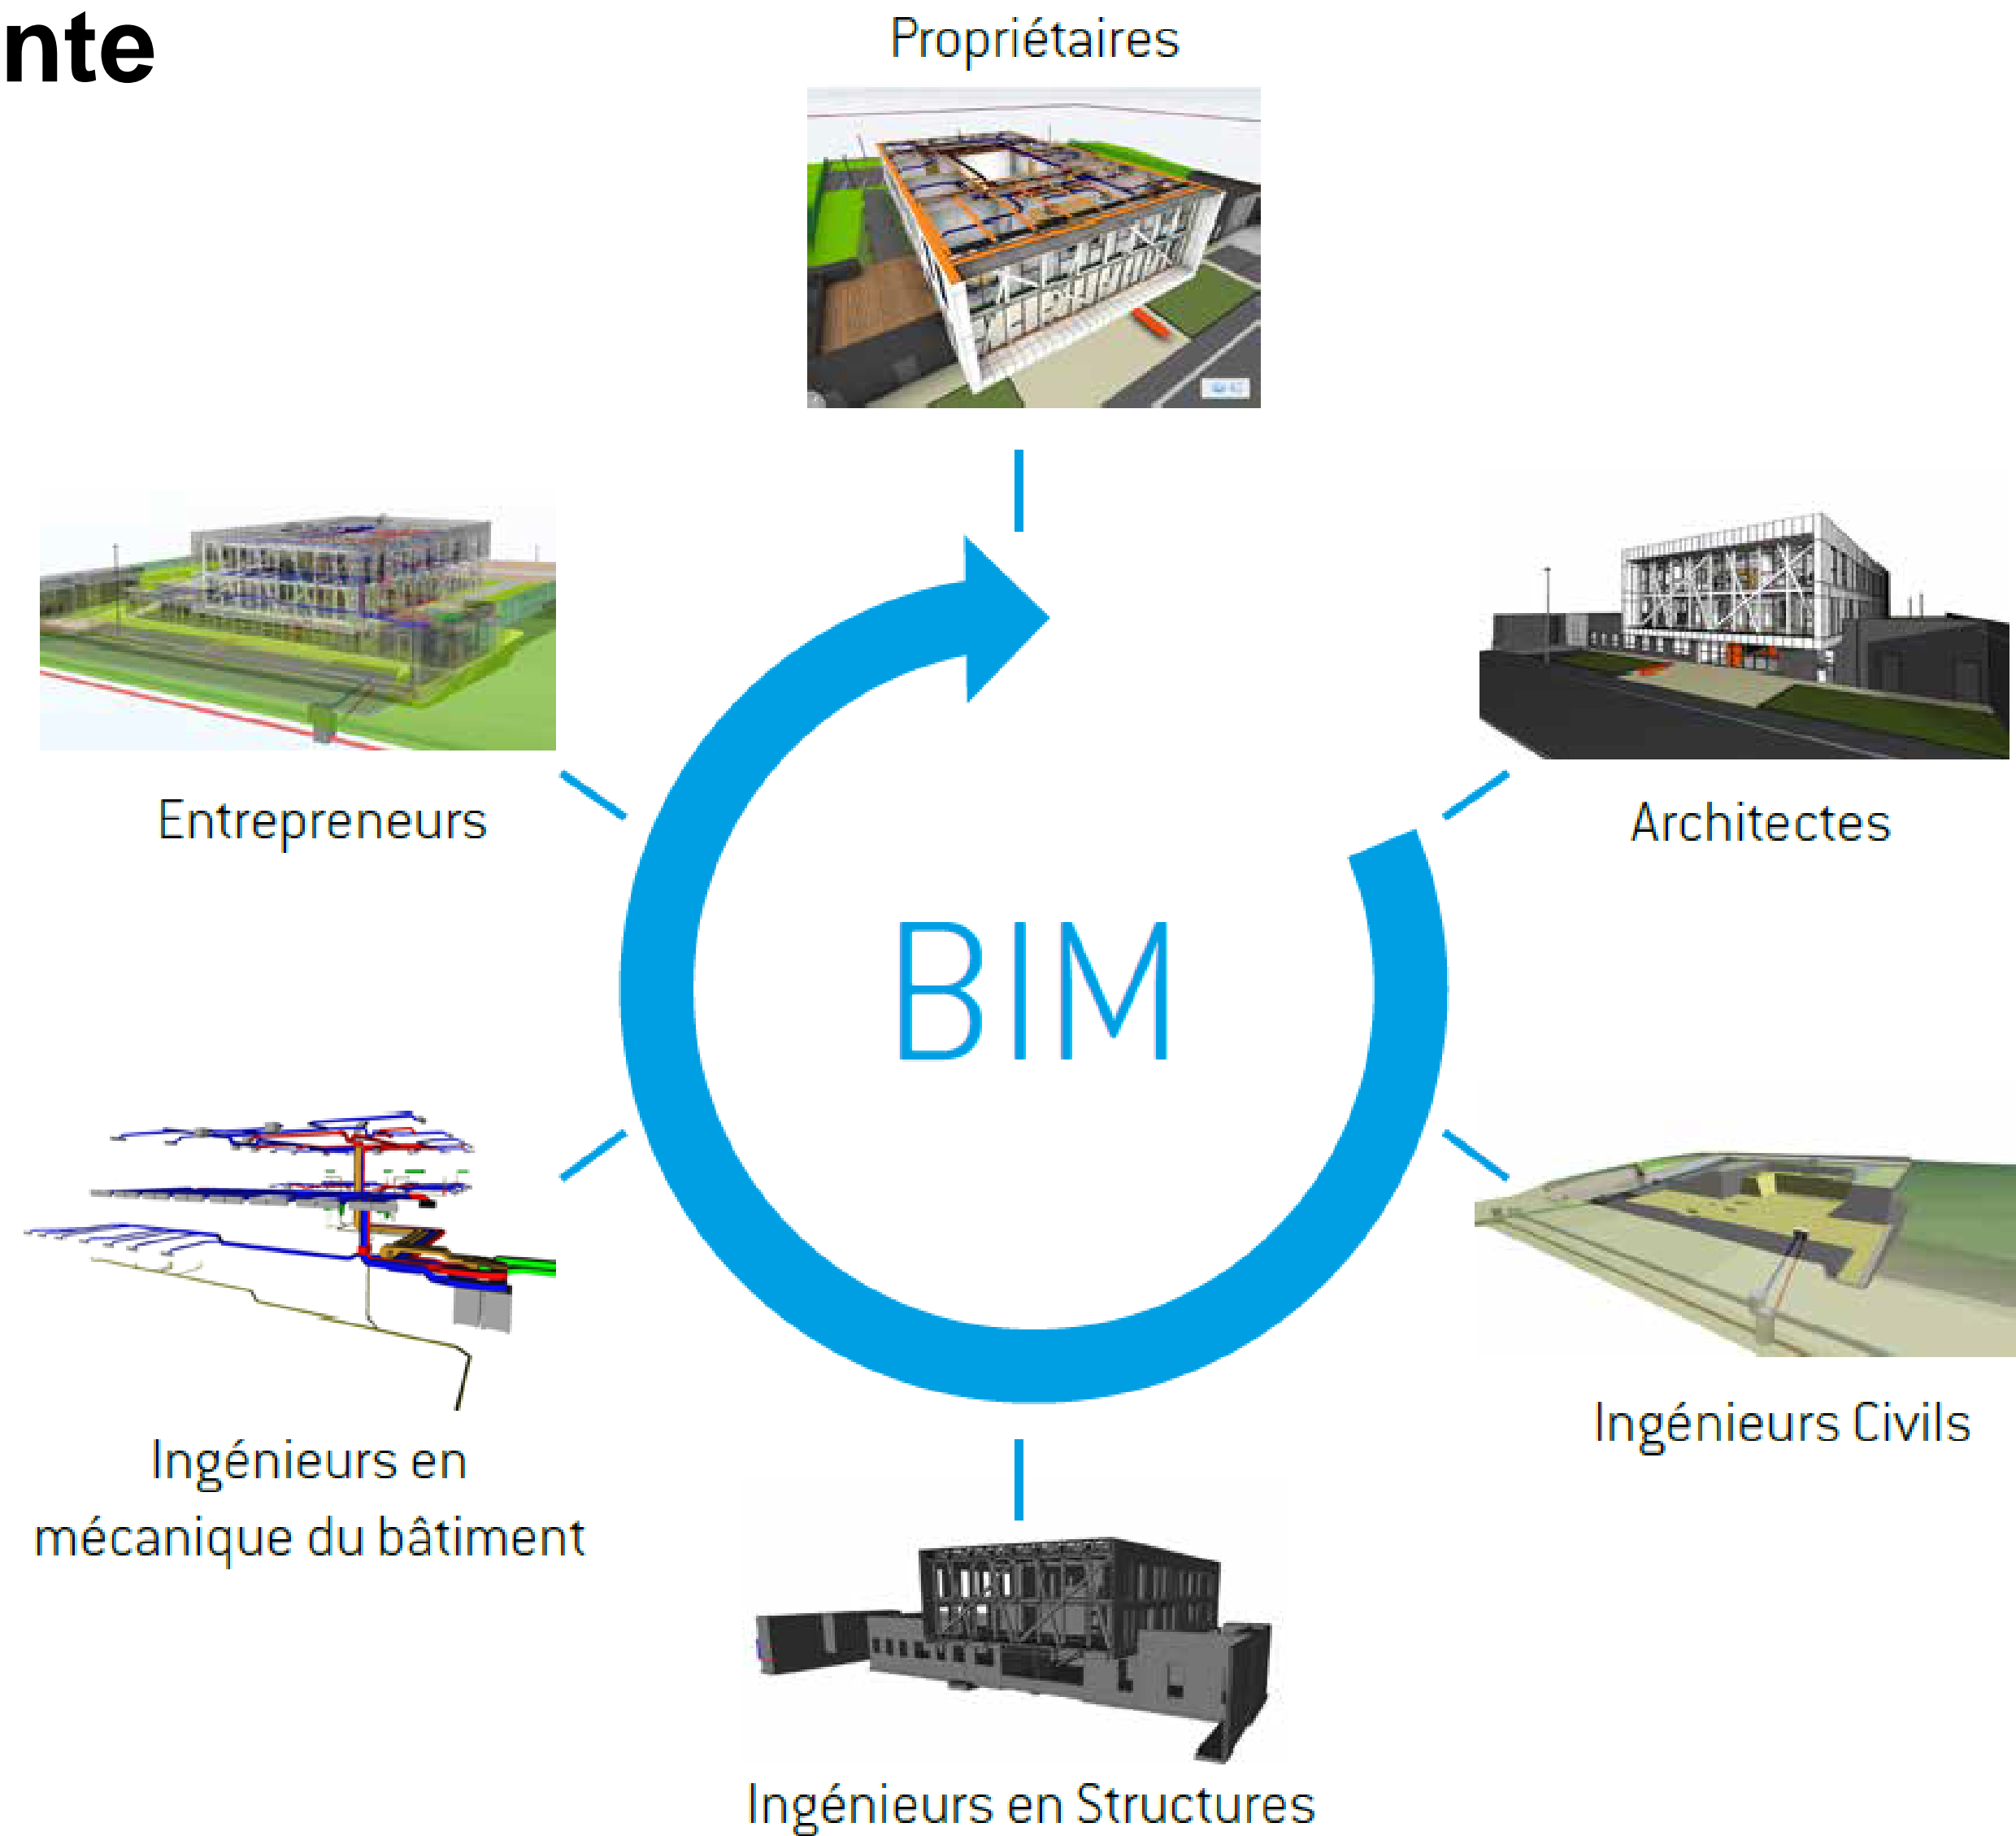 nte
Propriétaires
Entrepreneurs
Architectes
BIM
Ingénieurs Civils
Ingénieurs en
mécanique du bâtiment
Ingénieurs en Structures